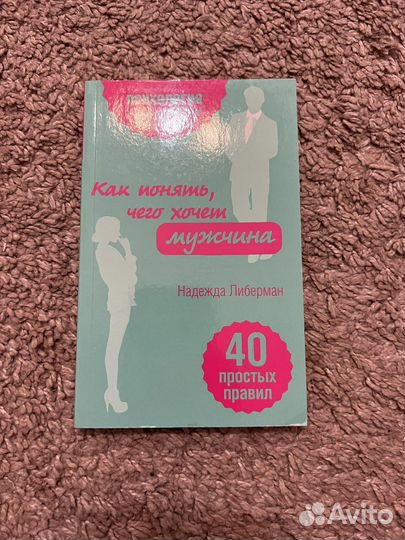 Как понять,
чего хочет
мужчина
Надежда Либерман
40
простых
правил
Avito